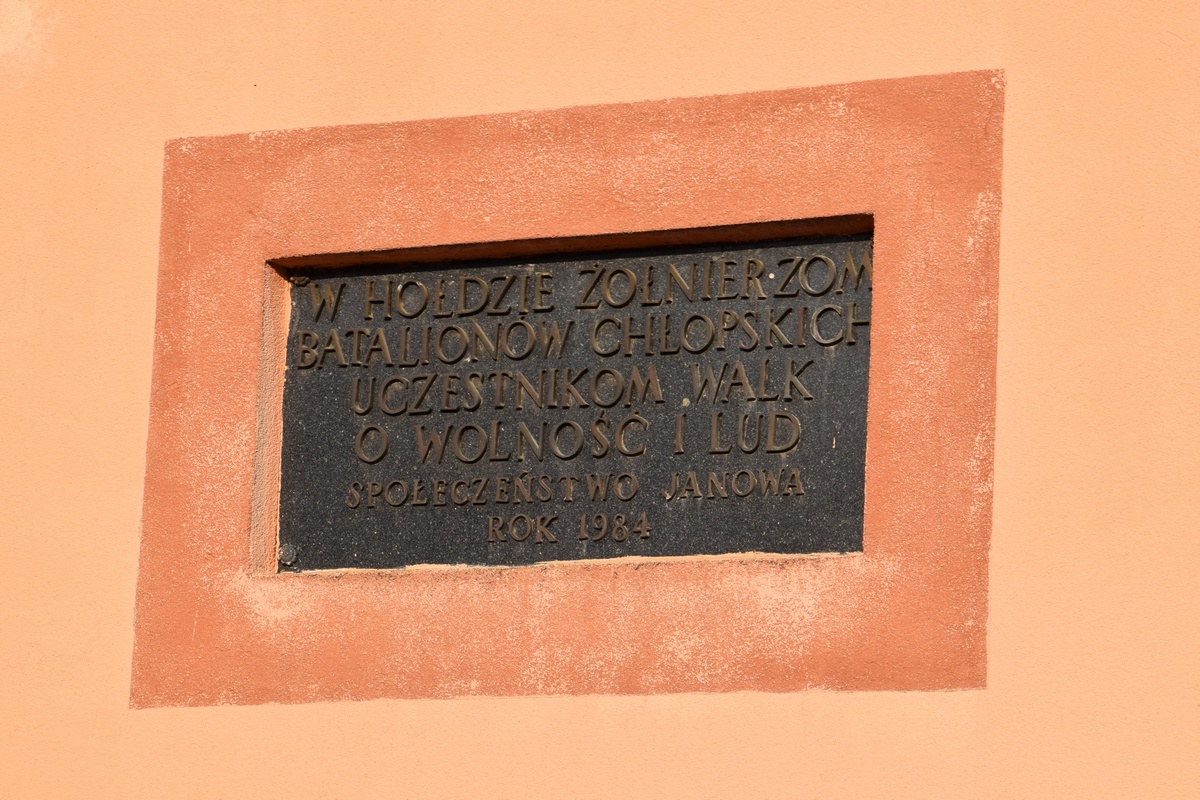 W HOŁDZIE ŻOŁNIERZOM
BATALIONÓW CHŁOPSKICH
UCZESTNIKOM WALK
O WOLNOŚĆ I LUD
SPOŁECZEŃSTWO JANOWA
ROK 1984